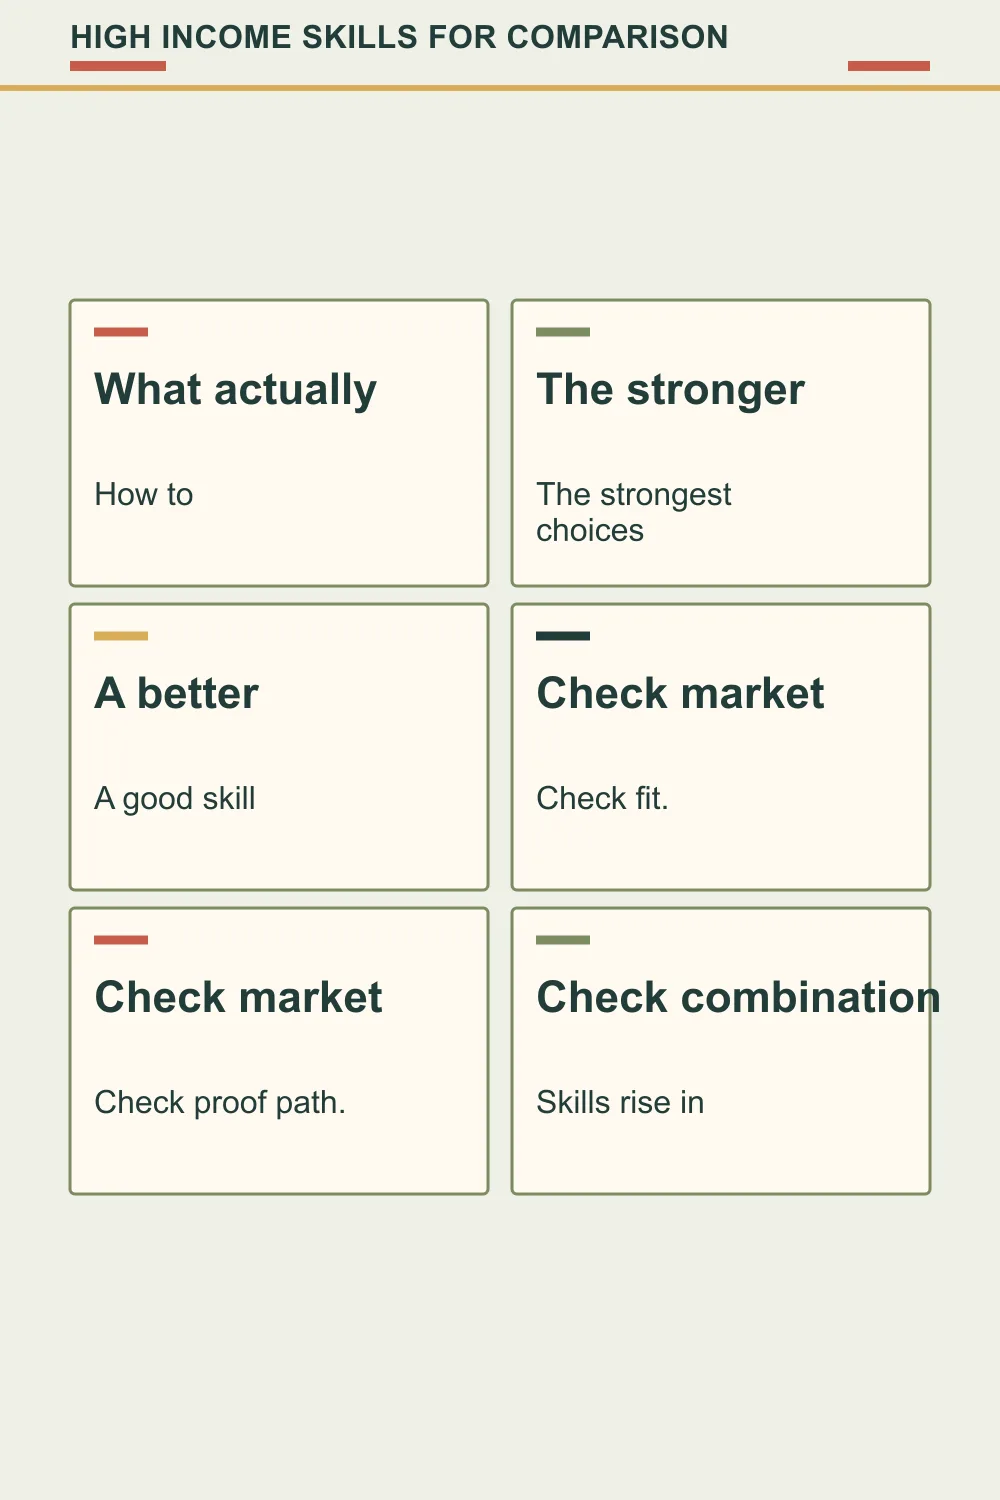 HIGH INCOME SKILLS FOR COMPARISON
What actually
How to
The stronger
The strongest
choices
A better
A good skill
Check market
Check fit.
Check market
Check proof path.
Check combination
Skills rise in